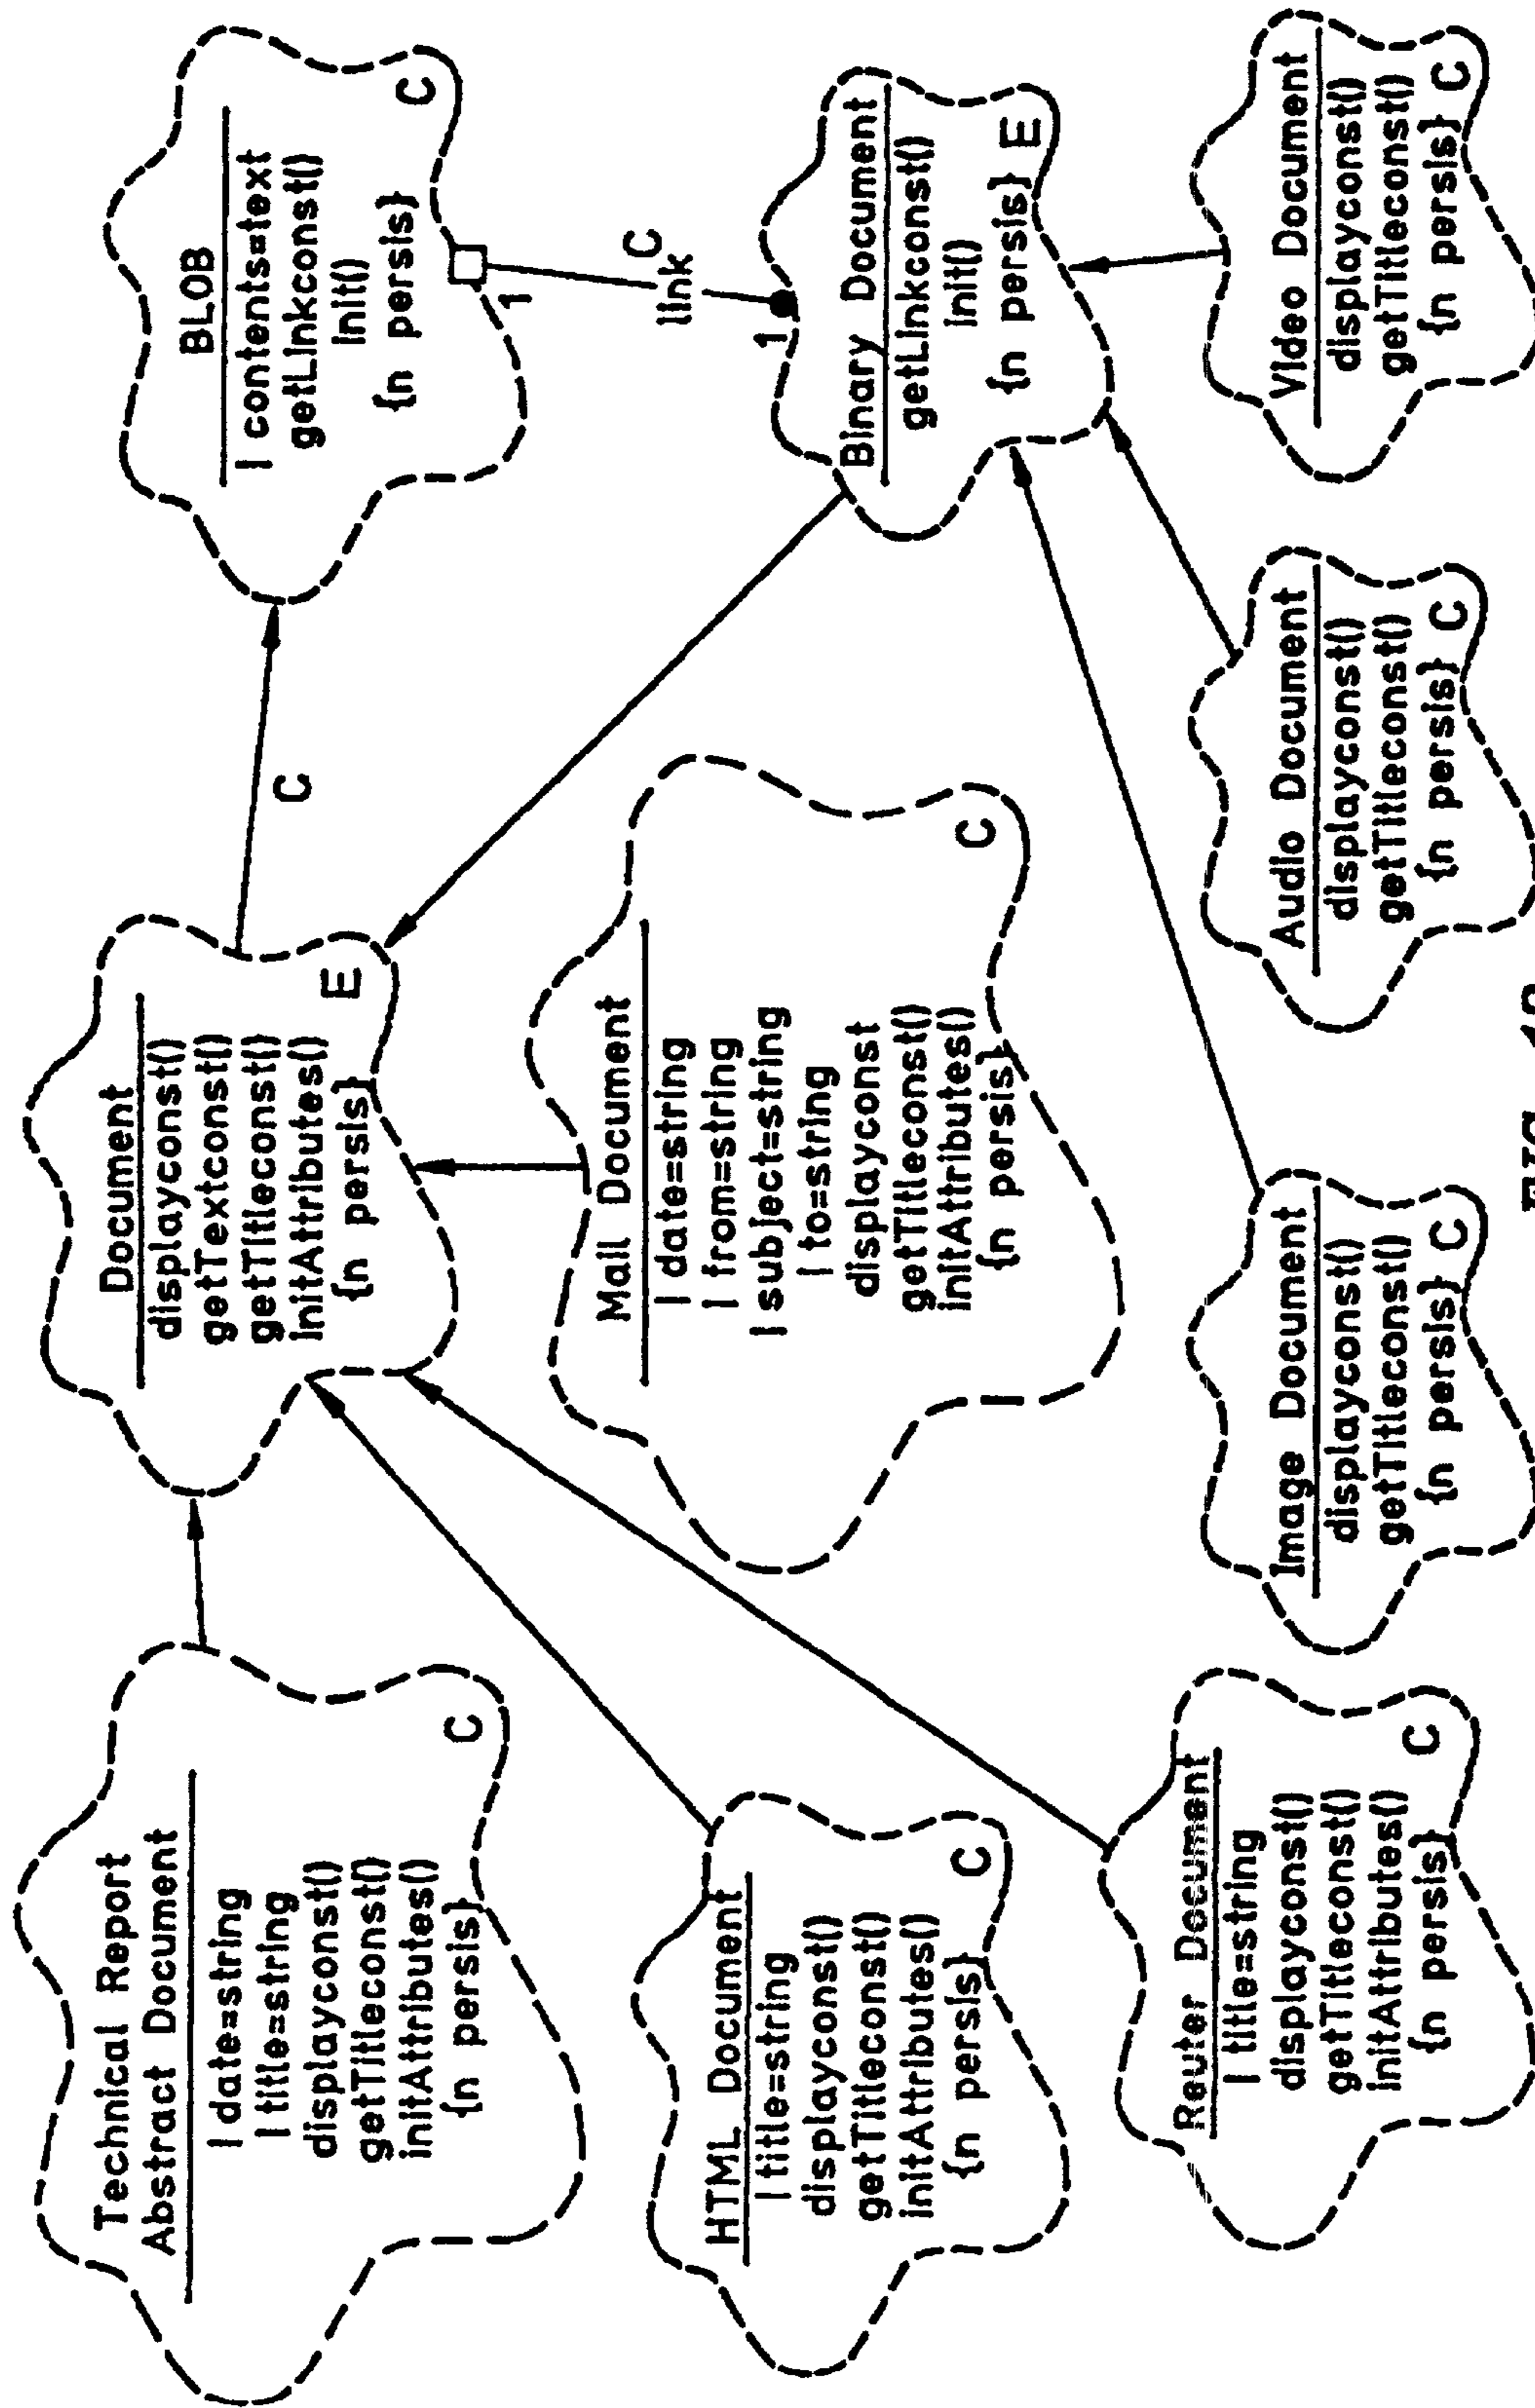 Technical Report
Abstract Document
| date=string
| title=string
displayconst()
getTitleconst()
initAttributes()
{n persis}
C
Document
displayconst()
getTextconst()
getTitleconst()
initAttributes()
{n persis}
E
C
BLOB
| contents=text
getLinkconst()
init()
{n persis}
C
1
C
link
1
HTML Document
| title=string
displayconst()
getTitleconst()
initAttributes()
{n persis}
C
Mail Document
| date=string
| from=string
| subject=string
| to=string
displayconst
getTitleconst()
initAttributes()
{n persis}
C
Binary Document
getLinkconst()
init()
{n persis} E
Reuter Document
| title=string
displayconst()
getTitleconst()
initAttributes()
{n persis}
C
Image Document
displayconst()
getTitleconst()
{n persis} C
Audio Document
displayconst()
getTitleconst()
{n persis} C
Video Document
displayconst()
getTitleconst()
{n persis} C